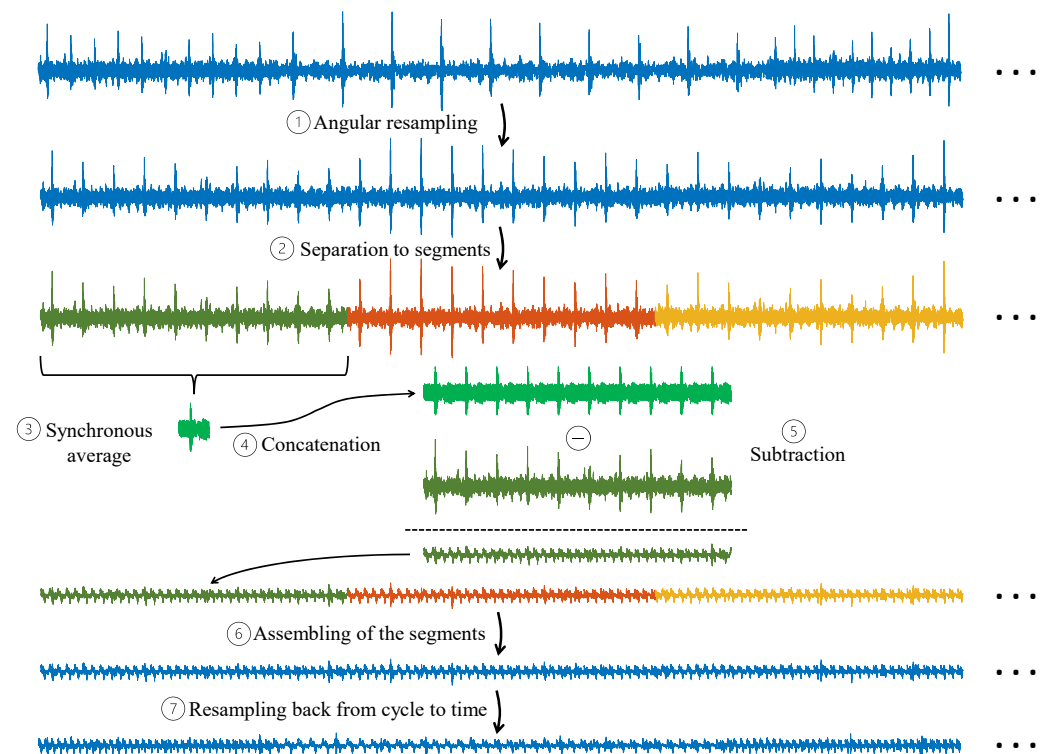 ① Angular resampling
② Separation to segments
③ Synchronous
average
④ Concatenation
⑤
Subtraction
⑥ Assembling of the segments
⑦ Resampling back from cycle to time